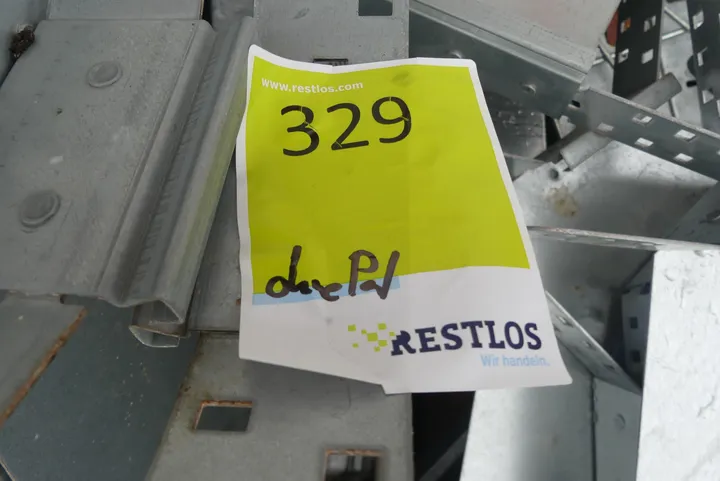 www.restlos.com
329
ohne Pal
RESTLOS
Wir handeln.